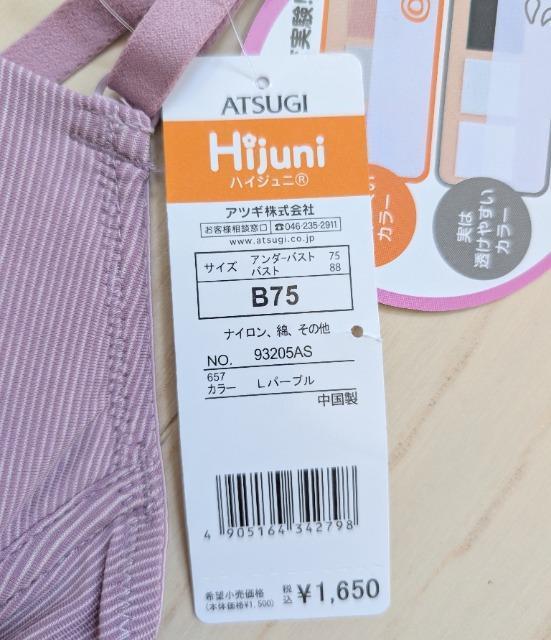 ATSUGI
Hijuni
ハイジュニ®
アツギ株式会社
お客様相談窓口 ☎046-235-2911
www.atsugi.co.jp
サイズ アンダーバスト 75
バスト 88
B75
ナイロン、綿、その他
NO. 93205AS
657
カラー Lパープル
中国製
4 905164 342798
希望小売価格
(本体価格¥1,500)
税込 ¥1,650
実験!
カラー
実は
透けやすい
カラー